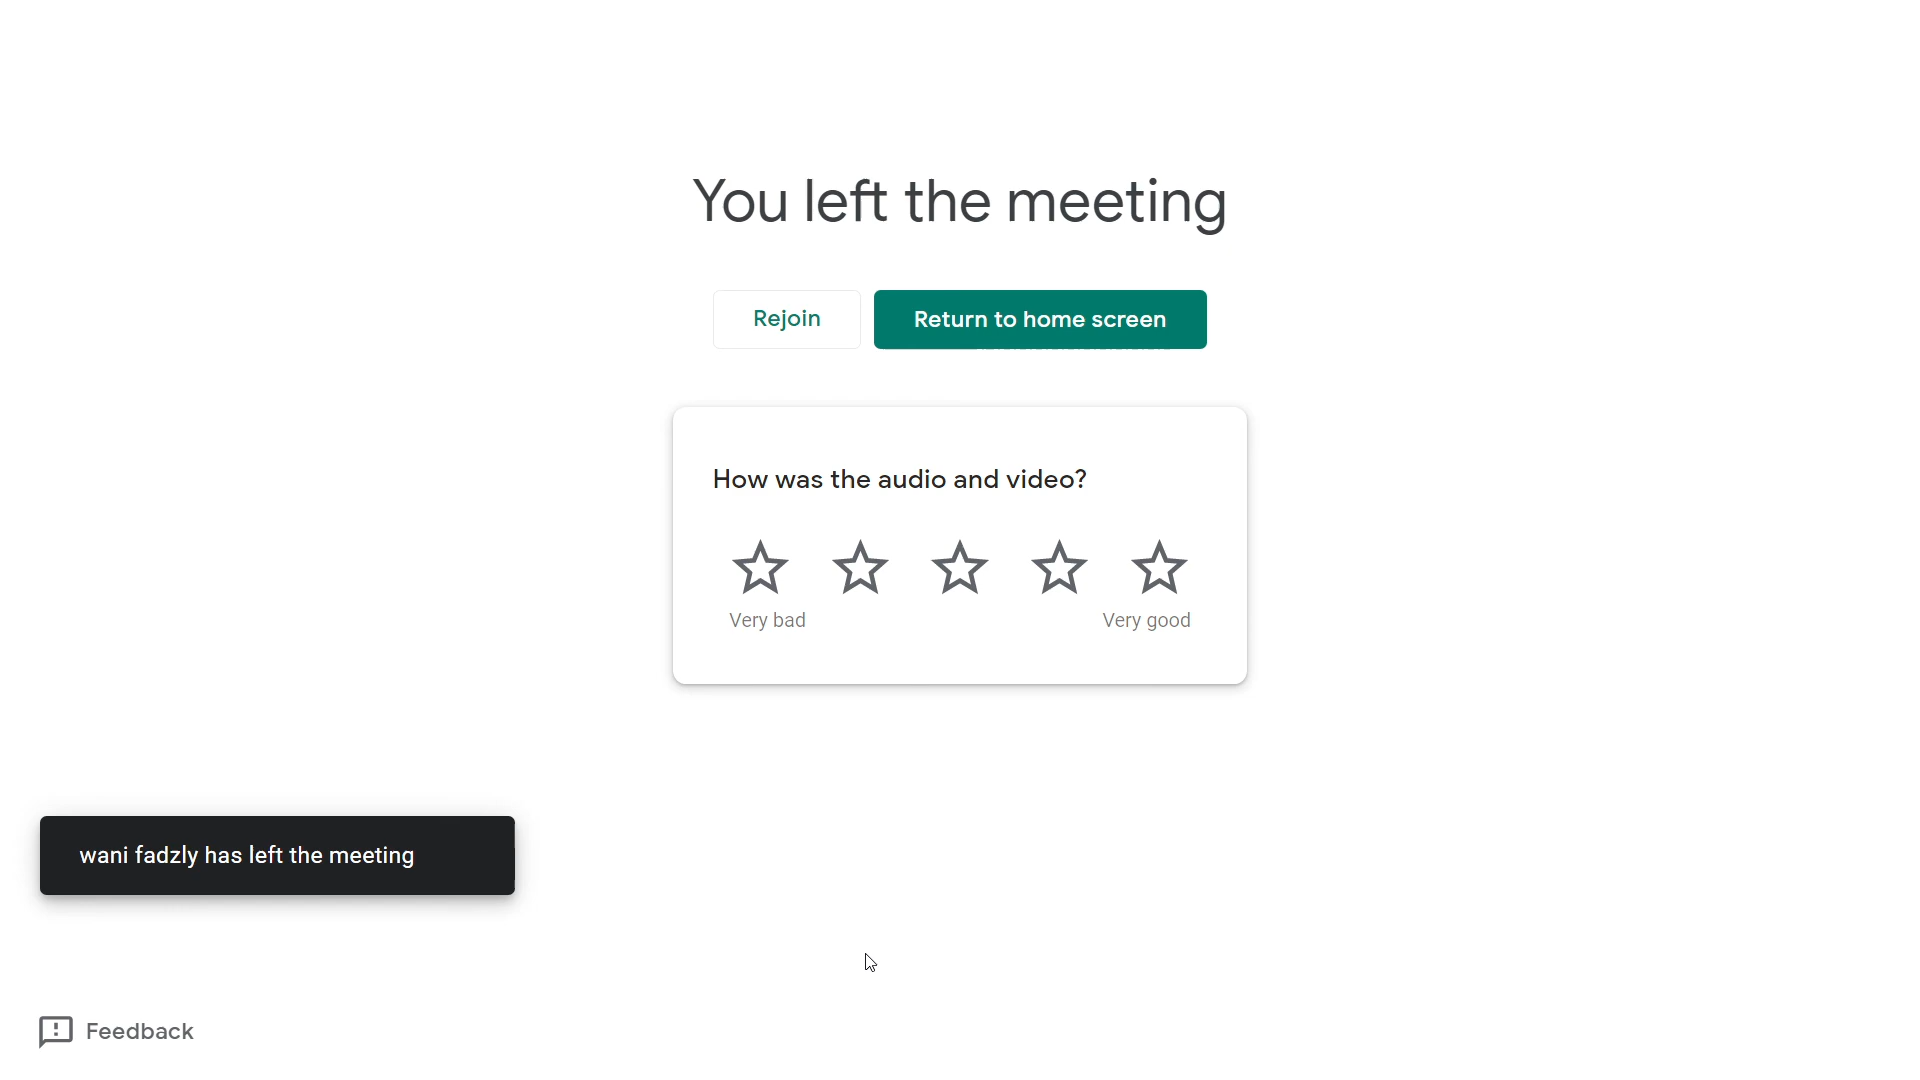 You left the meeting
Rejoin
Return to home screen
How was the audio and video?
Very bad
Very good
wani fadzly has left the meeting
Feedback